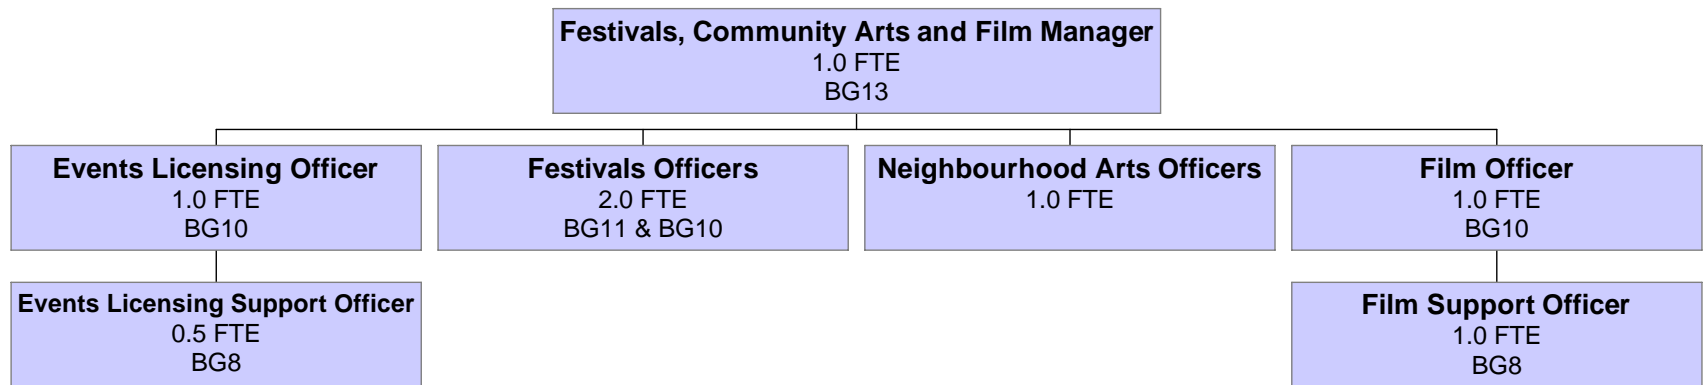 Festivals, Community Arts and Film Manager
1.0 FTE
BG13
Events Licensing Officer
1.0 FTE
BG10
Festivals Officers
2.0 FTE
BG11 & BG10
Neighbourhood Arts Officers
1.0 FTE
Film Officer
1.0 FTE
BG10
Events Licensing Support Officer
0.5 FTE
BG8
Film Support Officer
1.0 FTE
BG8